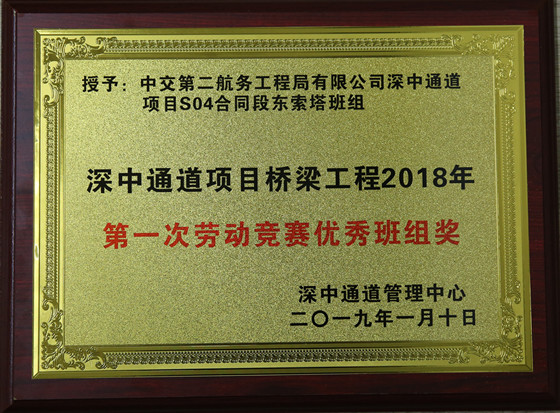 授予：中交第二航务工程局有限公司深中通道
项目S04合同段东索塔班组
深中通道项目桥梁工程2018年
第一次劳动竞赛优秀班组奖
深中通道管理中心
二〇一九年一月十日